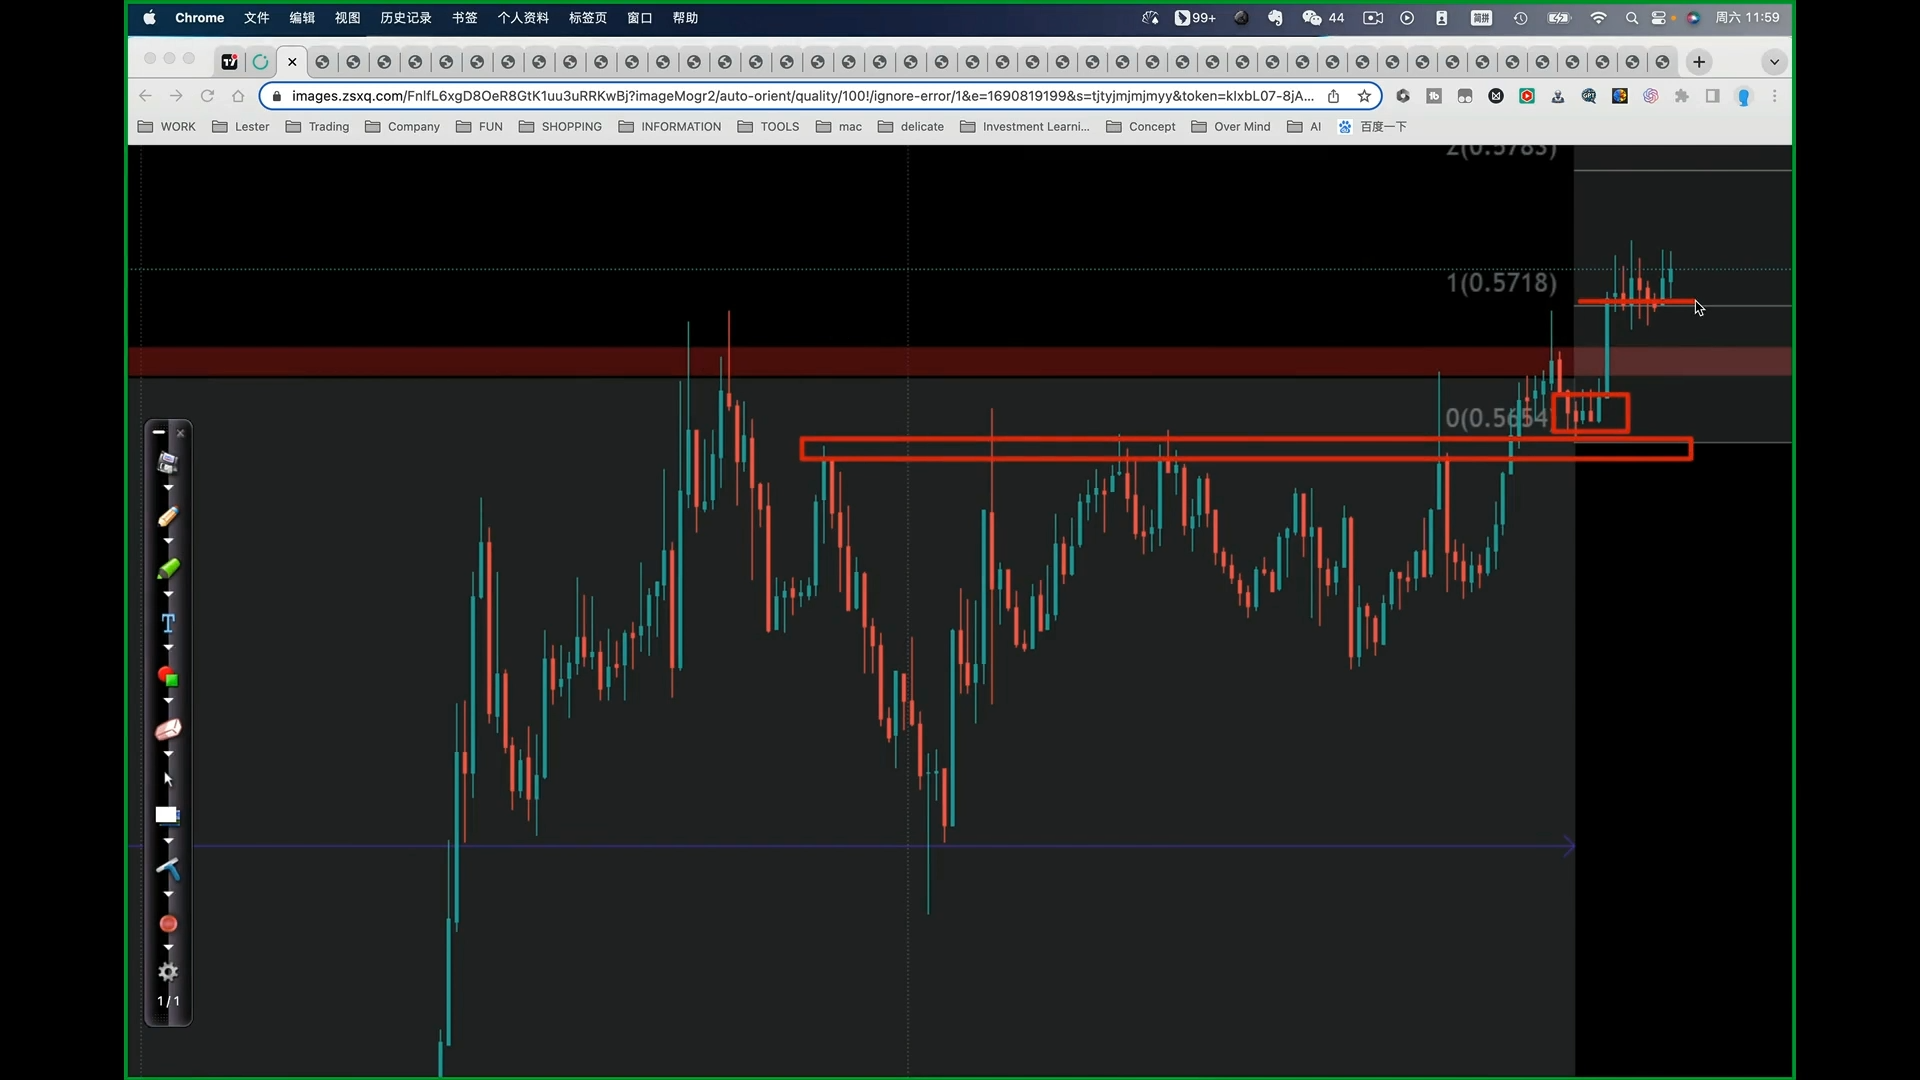 Chrome 文件 编辑 视图 历史记录 书签 个人资料 标签页 窗口 帮助 99+ 44 简拼 周六 11:59
images.zsxq.com/FnlfL6xgD8OeR8GtK1uu3uRRKwBj?imageMogr2/auto-orient/quality/100!/ignore-error/1&e=1690819199&s=tjtyjmjmjmyy&token=kIxbL07-8jA...
WORK Lester Trading Company FUN SHOPPING INFORMATION TOOLS mac delicate Investment Learni... Concept Over Mind AI 百度一下
2(0.5783)
1(0.5718)
0(0.5654)
T
1/1